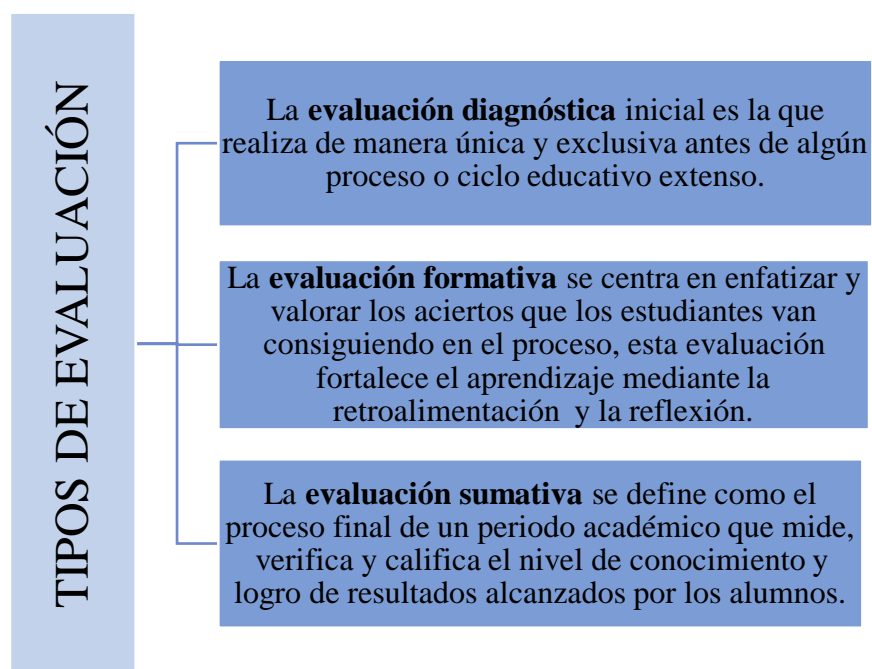 TIPOS DE EVALUACIÓN
La evaluación diagnóstica inicial es la que
realiza de manera única y exclusiva antes de algún
proceso o ciclo educativo extenso.
La evaluación formativa se centra en enfatizar y
valorar los aciertos que los estudiantes van
consiguiendo en el proceso, esta evaluación
fortalece el aprendizaje mediante la
retroalimentación y la reflexión.
La evaluación sumativa se define como el
proceso final de un periodo académico que mide,
verifica y califica el nivel de conocimiento y
logro de resultados alcanzados por los alumnos.